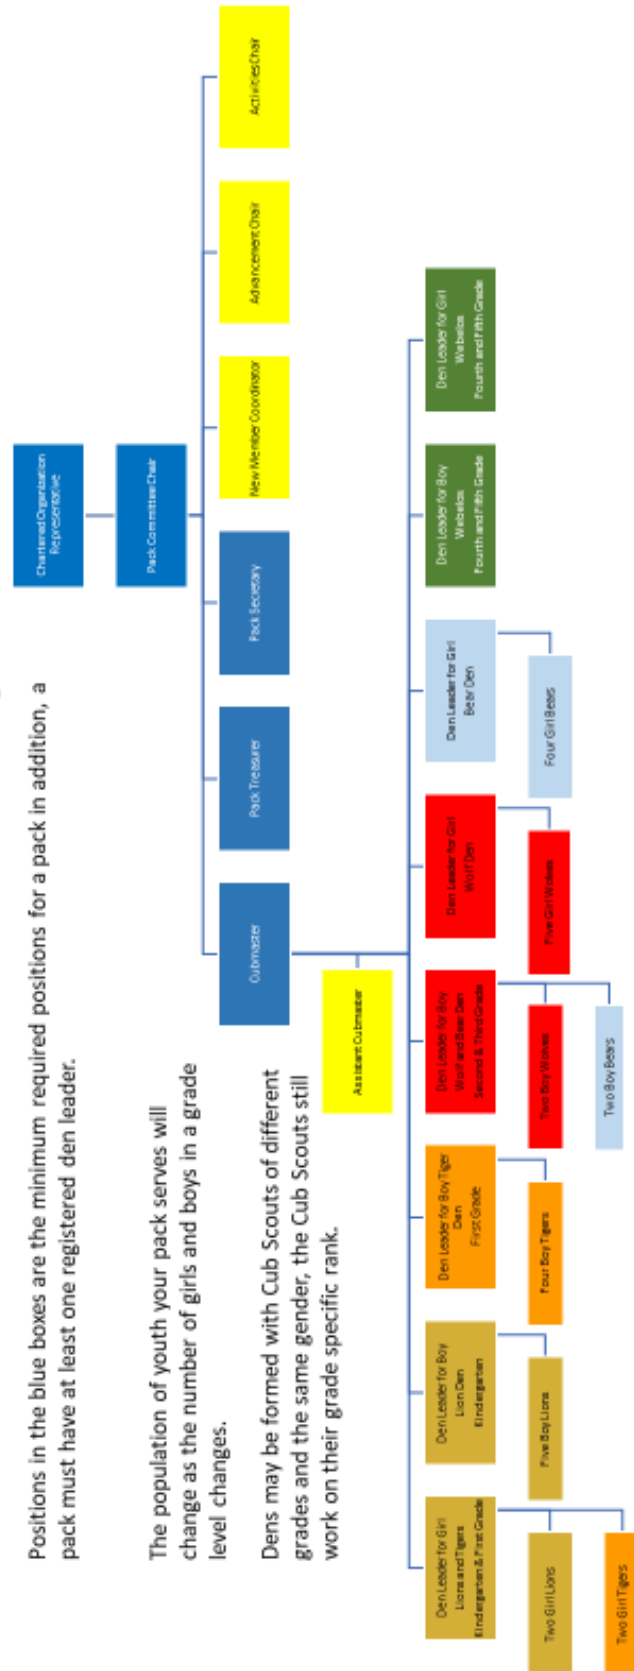 Positions in the blue boxes are the minimum required positions for a pack in addition, a
pack must have at least one registered den leader.
The population of youth your pack serves will
change as the number of girls and boys in a grade
level changes.
Dens may be formed with Cub Scouts of different
grades and the same gender, the Cub Scouts still
work on their grade specific rank.
Chartered Organization
Representative
Pack Committee Chair
Cubmaster
Pack Treasurer
Pack Secretary
New Member Coordinator
Advancement Chair
Activities Chair
Assistant Cubmaster
Den Leader for Girl
Lions and Tigers
Kindergarten & First Grade
Den Leader for Boy
Lion Den
Kindergarten
Den Leader for Boy Tiger
Den
First Grade
Den Leader for Boy
Wolf and Bear Den
Second & Third Grade
Den Leader for Girl
Wolf Den
Den Leader for Girl
Bear Den
Den Leader for Boy
Webelos
Fourth and Fifth Grade
Den Leader for Girl
Webelos
Fourth and Fifth Grade
Two Girl Lions
Five Boy Lions
Four Boy Tigers
Two Boy Wolves
Five Girl Wolves
Four Girl Bears
Two Girl Tigers
Two Boy Bears